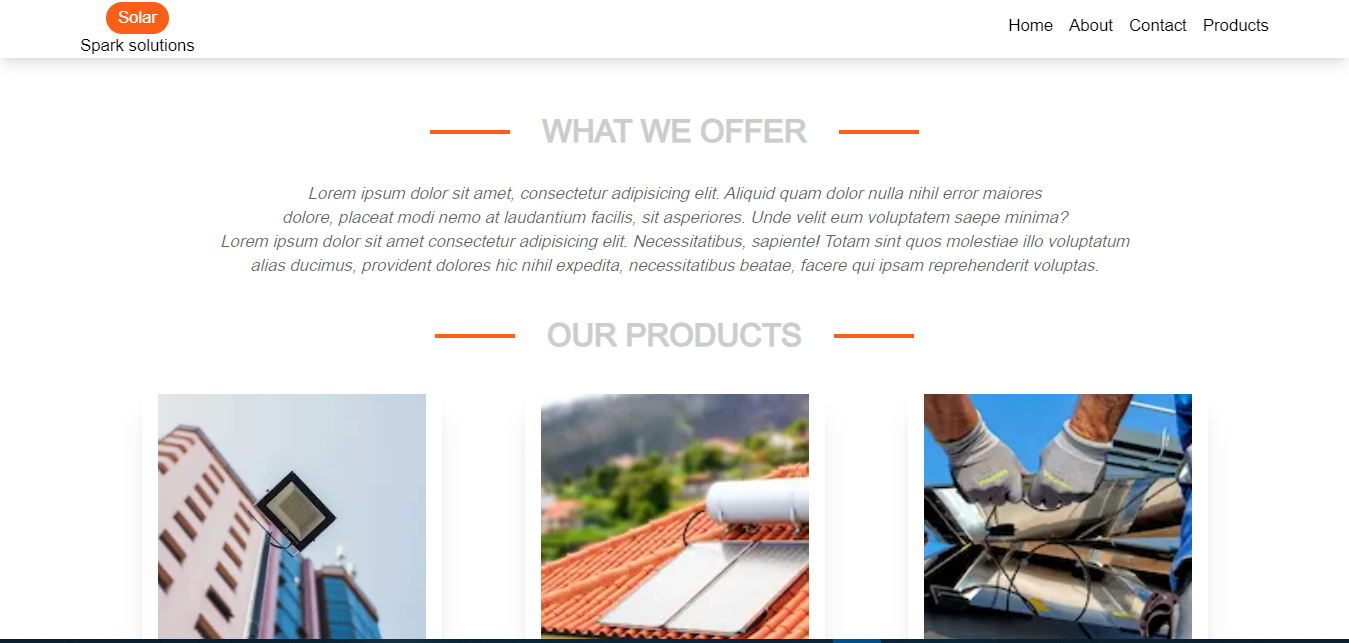 Solar
Spark solutions
Home About Contact Products
WHAT WE OFFER
Lorem ipsum dolor sit amet, consectetur adipisicing elit. Aliquid quam dolor nulla nihil error maiores
dolore, placeat modi nemo at laudantium facilis, sit asperiores. Unde velit eum voluptatem saepe minima?
Lorem ipsum dolor sit amet consectetur adipisicing elit. Necessitatibus, sapiente! Totam sint quos molestiae illo voluptatum
alias ducimus, provident dolores hic nihil expedita, necessitatibus beatae, facere qui ipsam reprehenderit voluptas.
OUR PRODUCTS